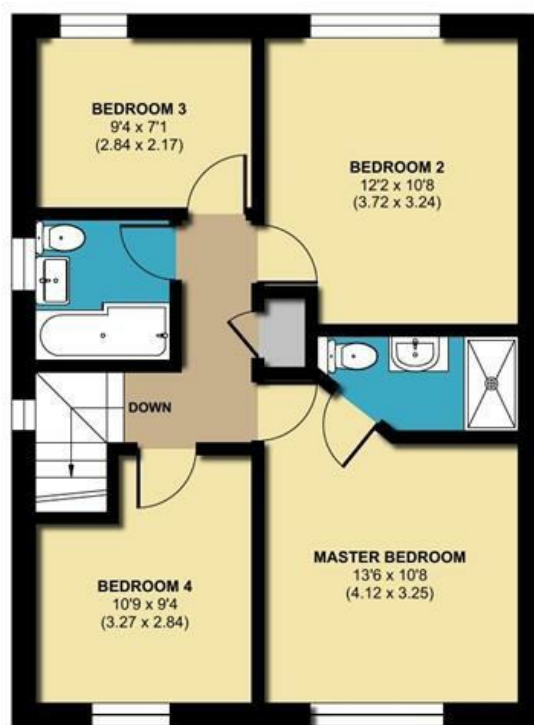 BEDROOM 3
9'4 x 7'1
(2.84 x 2.17)
BEDROOM 2
12'2 x 10'8
(3.72 x 3.24)
DOWN
MASTER BEDROOM
13'6 x 10'8
(4.12 x 3.25)
BEDROOM 4
10'9 x 9'4
(3.27 x 2.84)